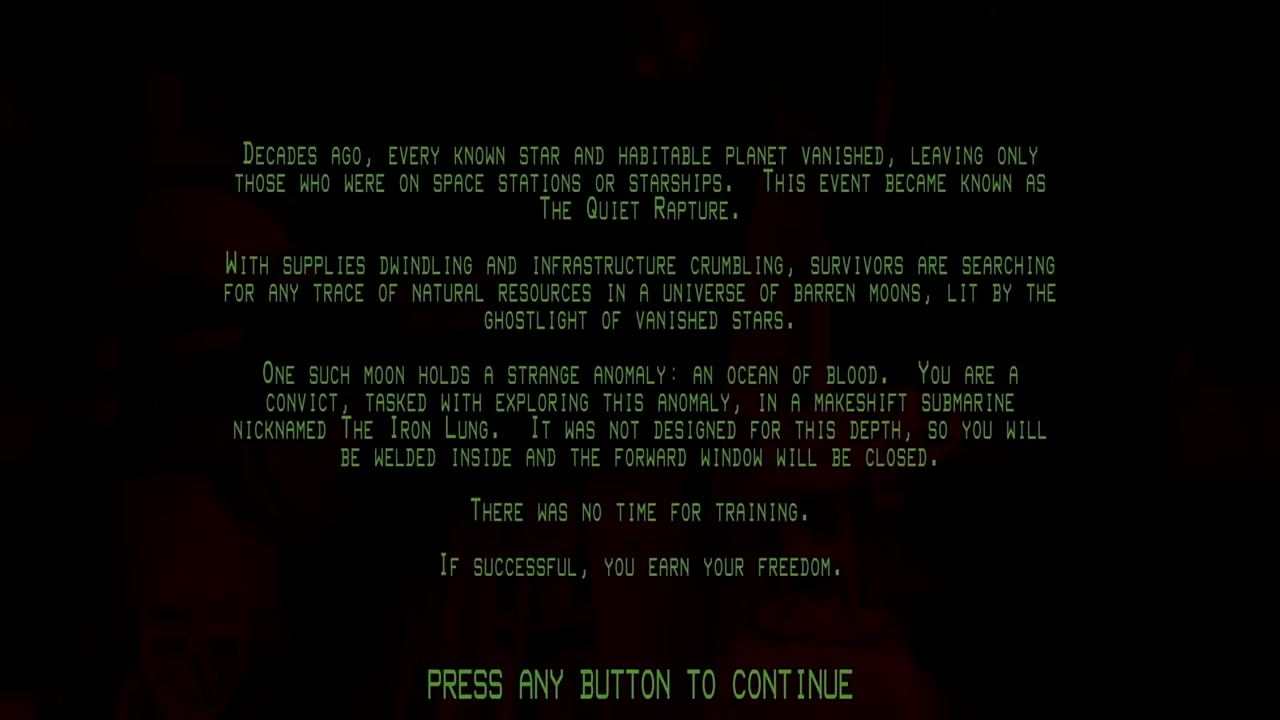 Decades ago, every known star and habitable planet vanished, leaving only
those who were on space stations or starships.  This event became known as
The Quiet Rapture.
With supplies dwindling and infrastructure crumbling, survivors are searching
for any trace of natural resources in a universe of barren moons, lit by the
ghostlight of vanished stars.
One such moon holds a strange anomaly: an ocean of blood.  You are a
convict, tasked with exploring this anomaly, in a makeshift submarine
nicknamed The Iron Lung.  It was not designed for this depth, so you will
be welded inside and the forward window will be closed.
There was no time for training.
If successful, you earn your freedom.
PRESS ANY BUTTON TO CONTINUE